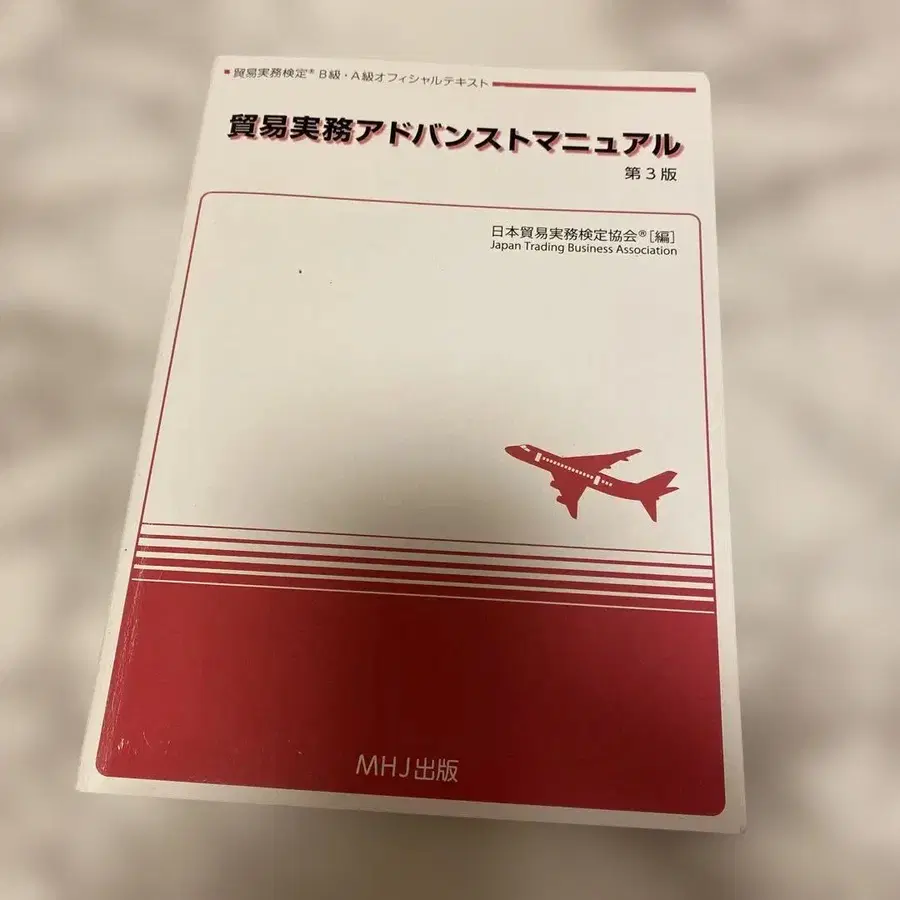 貿易実務検定® B級・A級オフィシャルテキスト
貿易実務アドバンストマニュアル
第3版
日本貿易実務検定協会®[編]
Japan Trading Business Association
MHJ出版